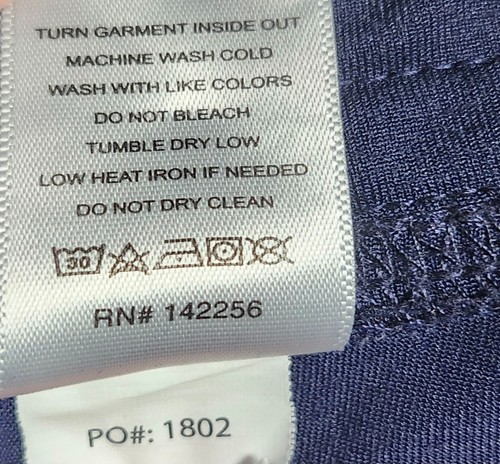 TURN GARMENT INSIDE OUT
MACHINE WASH COLD
WASH WITH LIKE COLORS
DO NOT BLEACH
TUMBLE DRY LOW
LOW HEAT IRON IF NEEDED
DO NOT DRY CLEAN
30
RN# 142256
PO#: 1802